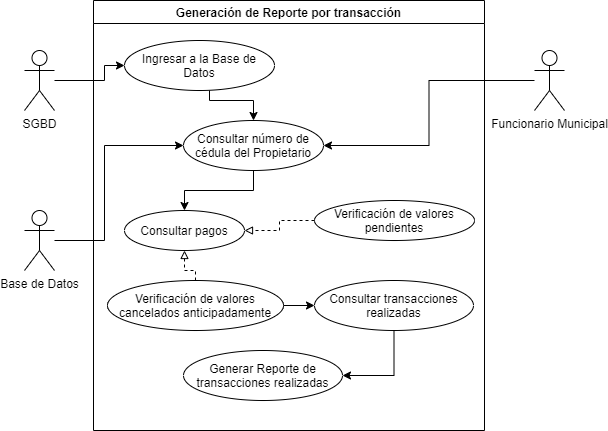 Generación de Reporte por transacción
Ingresar a la Base de
Datos
SGBD
Funcionario Municipal
Consultar número de
cédula del Propietario
Verificación de valores
pendientes
Consultar pagos
Base de Datos
Verificación de valores
cancelados anticipadamente
Consultar transacciones
realizadas
Generar Reporte de
transacciones realizadas